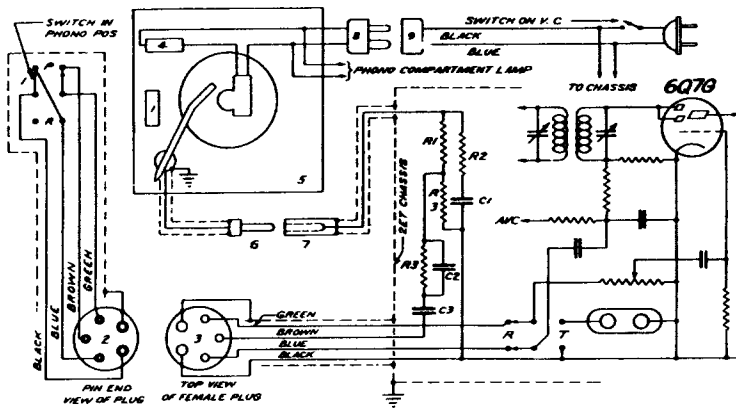 SWITCH IN
PHONO POS
P
R
BLACK
BLUE
BROWN
GREEN
2
PIN END
VIEW OF PLUG
4
1
5
8
9
SWITCH ON V.C
BLACK
BLUE
PHONO COMPARTMENT LAMP
TO CHASSIS
6Q7G
6
7
SET CHASSIS
R1
R2
R
3
C1
R3
C2
C3
AVC
3
GREEN
BROWN
BLUE
BLACK
TOP VIEW
OF FEMALE PLUG
R
T